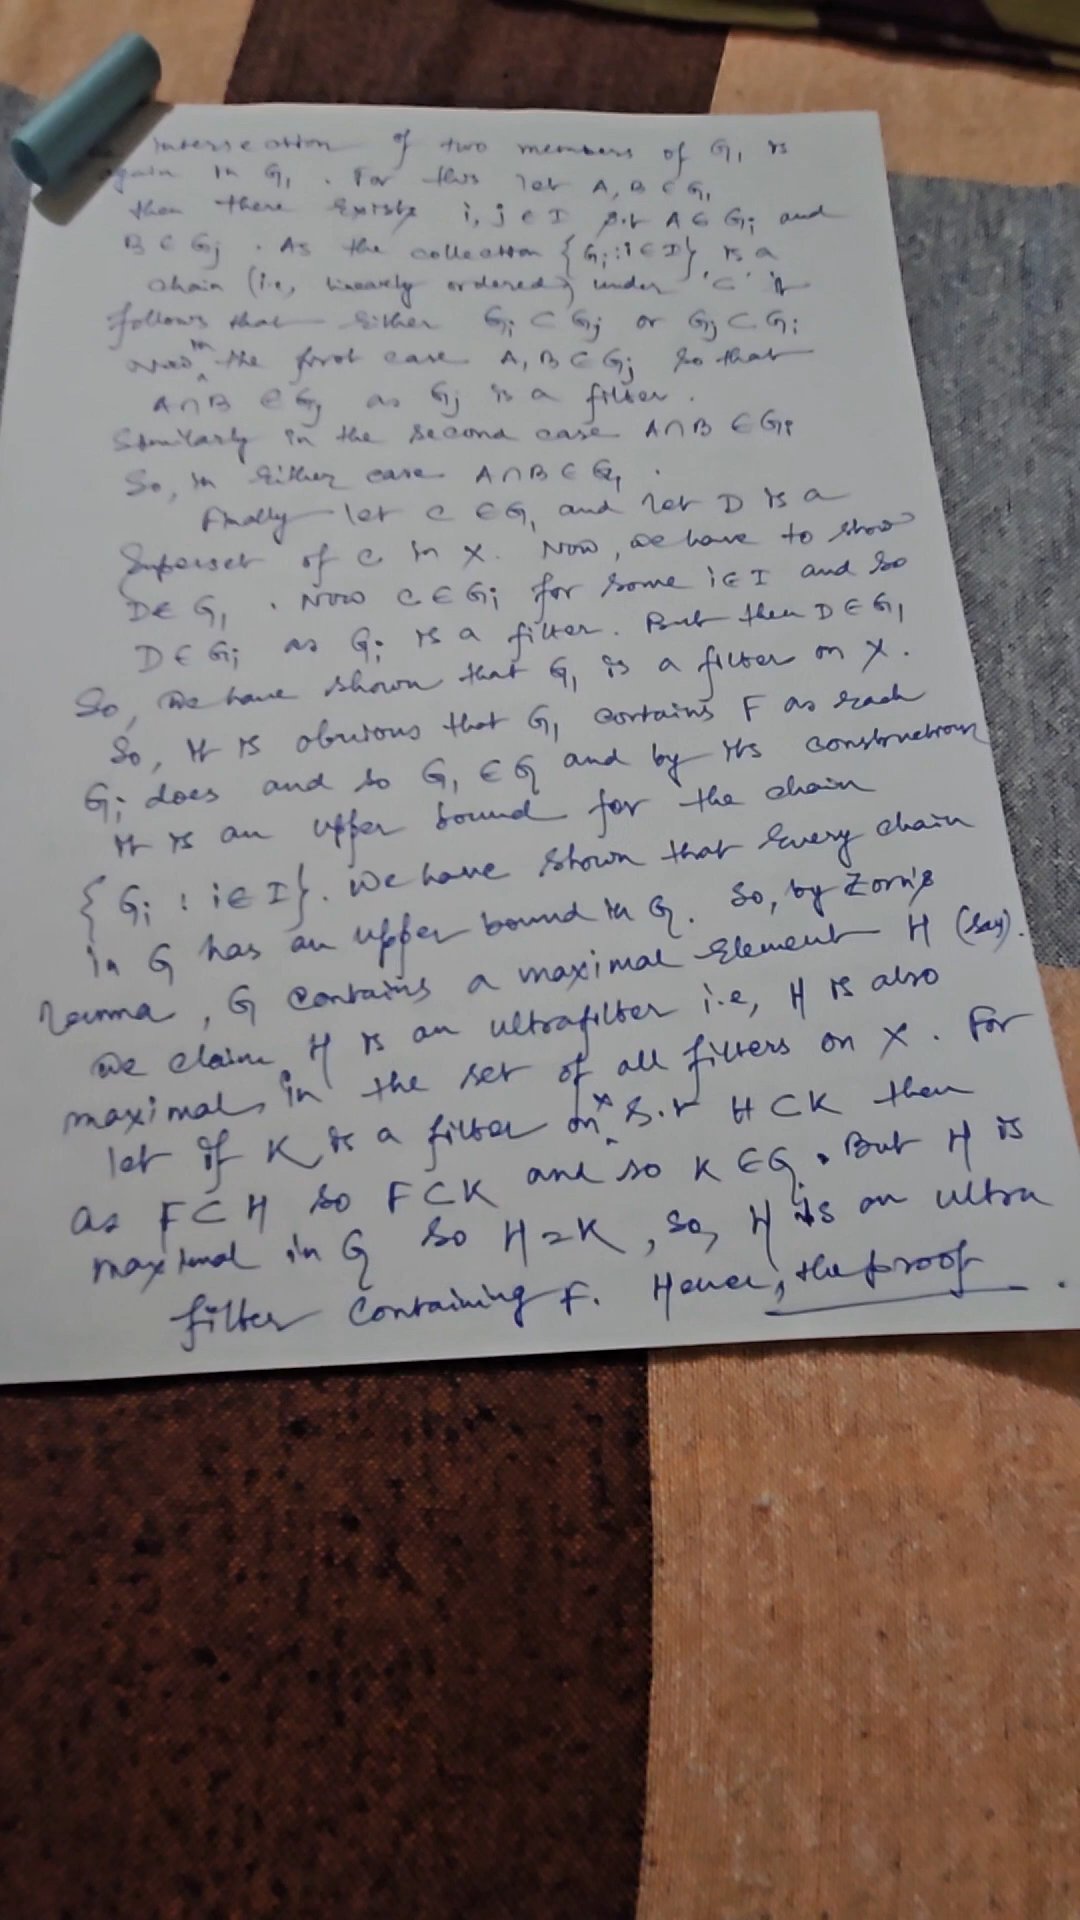 intersection of two members of G₁ is
again in G₁ . For this let A, B ∈ G₁
then there exists i, j ∈ I s.t A ∈ Gᵢ and
B ∈ Gⱼ . As the collection {Gᵢ : i ∈ I} is a
chain (i.e, linearly ordered) under '⊂' it
follows that either Gᵢ ⊂ Gⱼ or Gⱼ ⊂ Gᵢ
Now in the first case A, B ∈ Gⱼ so that
A∩B ∈ Gⱼ as Gⱼ is a filter .
Similarly in the second case A∩B ∈ Gᵢ
So, in either case A∩B ∈ G₁ .
Finally let C ∈ G₁ and let D is a
superset of C in X. Now, we have to show
D ∈ G₁ . Now C ∈ Gᵢ for some i ∈ I and so
D ∈ Gᵢ as Gᵢ is a filter. But then D ∈ G₁
So, we have shown that G₁ is a filter on X.
So, it is obvious that G₁ contains F as each
Gᵢ does and so G₁ ∈ G and by its construction
it is an upper bound for the chain
{Gᵢ : i ∈ I}. We have shown that every chain
in G has an upper bound in G. So, by Zorn's
lemma, G contains a maximal element H (say).
We claim H is an ultrafilter i.e, H is also
maximal in the set of all filters on X. For
let if K is a filter on X s.t H ⊂ K then
as F ⊂ H so F ⊂ K and so K ∈ G. But H is
maximal in G so H = K, so, H is an ultra
filter containing F. Hence, the proof .